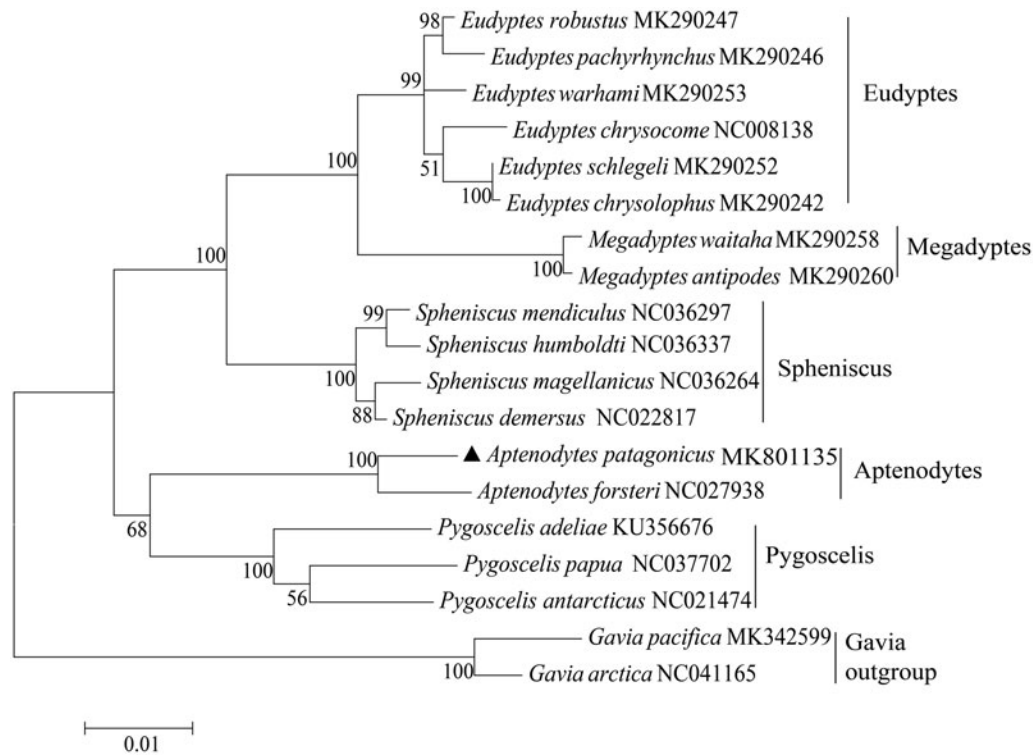 98
Eudyptes robustus MK290247
Eudyptes pachyrhynchus MK290246
99
Eudyptes warhami MK290253
Eudyptes
Eudyptes chrysocome NC008138
100
51
Eudyptes schlegeli MK290252
100
Eudyptes chrysolophus MK290242
Megadyptes waitaha MK290258
Megadyptes
100
100
Megadyptes antipodes MK290260
99
Spheniscus mendiculus NC036297
Spheniscus humboldti NC036337
Spheniscus
100
Spheniscus magellanicus NC036264
88
Spheniscus demersus NC022817
100
▲ Aptenodytes patagonicus MK801135
Aptenodytes
Aptenodytes forsteri NC027938
68
Pygoscelis adeliae KU356676
Pygoscelis
100
Pygoscelis papua NC037702
56
Pygoscelis antarcticus NC021474
Gavia pacifica MK342599
Gavia
outgroup
100
Gavia arctica NC041165
0.01